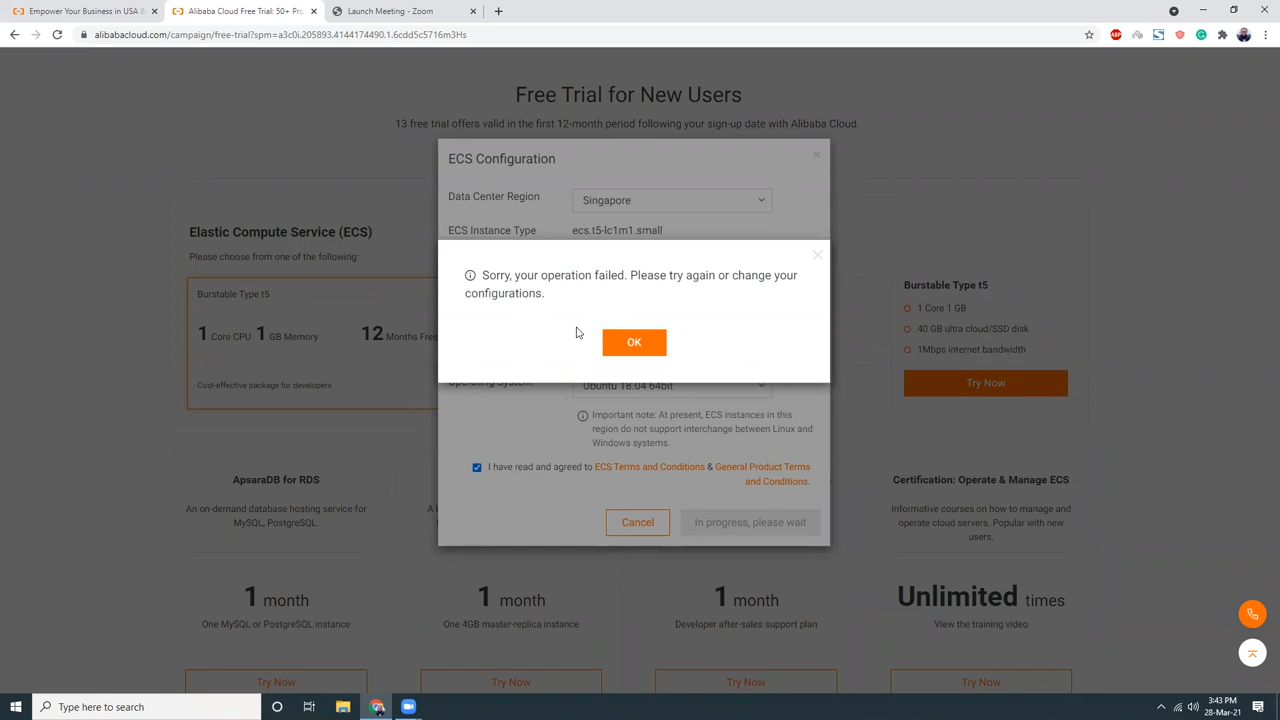 Empower Your Business in USA &
Alibaba Cloud Free Trial: 50+ Pro
Launch Meeting - Zoom
alibabacloud.com/campaign/free-trial?spm=a3c0i.205893.4144174490.1.6cdd5c5716m3Hs
Free Trial for New Users
13 free trial offers valid in the first 12-month period following your sign-up date with Alibaba Cloud.
ECS Configuration
Data Center Region
Singapore
ECS Instance Type
ecs.t5-lc1m1.small
Sorry, your operation failed. Please try again or change your
configurations.
OK
Operating System
Ubuntu 18.04 64bit
Important note: At present, ECS instances in this
region do not support interchange between Linux and
Windows systems.
I have read and agreed to ECS Terms and Conditions & General Product Terms
and Conditions.
Cancel
In progress, please wait
Elastic Compute Service (ECS)
Please choose from one of the following:
Burstable Type t5
1 Core CPU 1 GB Memory
12 Months Free
Cost-effective package for developers
Burstable Type t5
1 Core 1 GB
40 GB ultra cloud/SSD disk
1Mbps internet bandwidth
Try Now
ApsaraDB for RDS
An on-demand database hosting service for
MySQL, PostgreSQL.
1 month
One MySQL or PostgreSQL instance
Try Now
1 month
One 4GB master-replica instance
Try Now
1 month
Developer after-sales support plan
Try Now
Certification: Operate & Manage ECS
Informative courses on how to manage and
operate cloud servers. Popular with new
users.
Unlimited times
View the training video
Try Now
Type here to search
3:43 PM
28-Mar-21